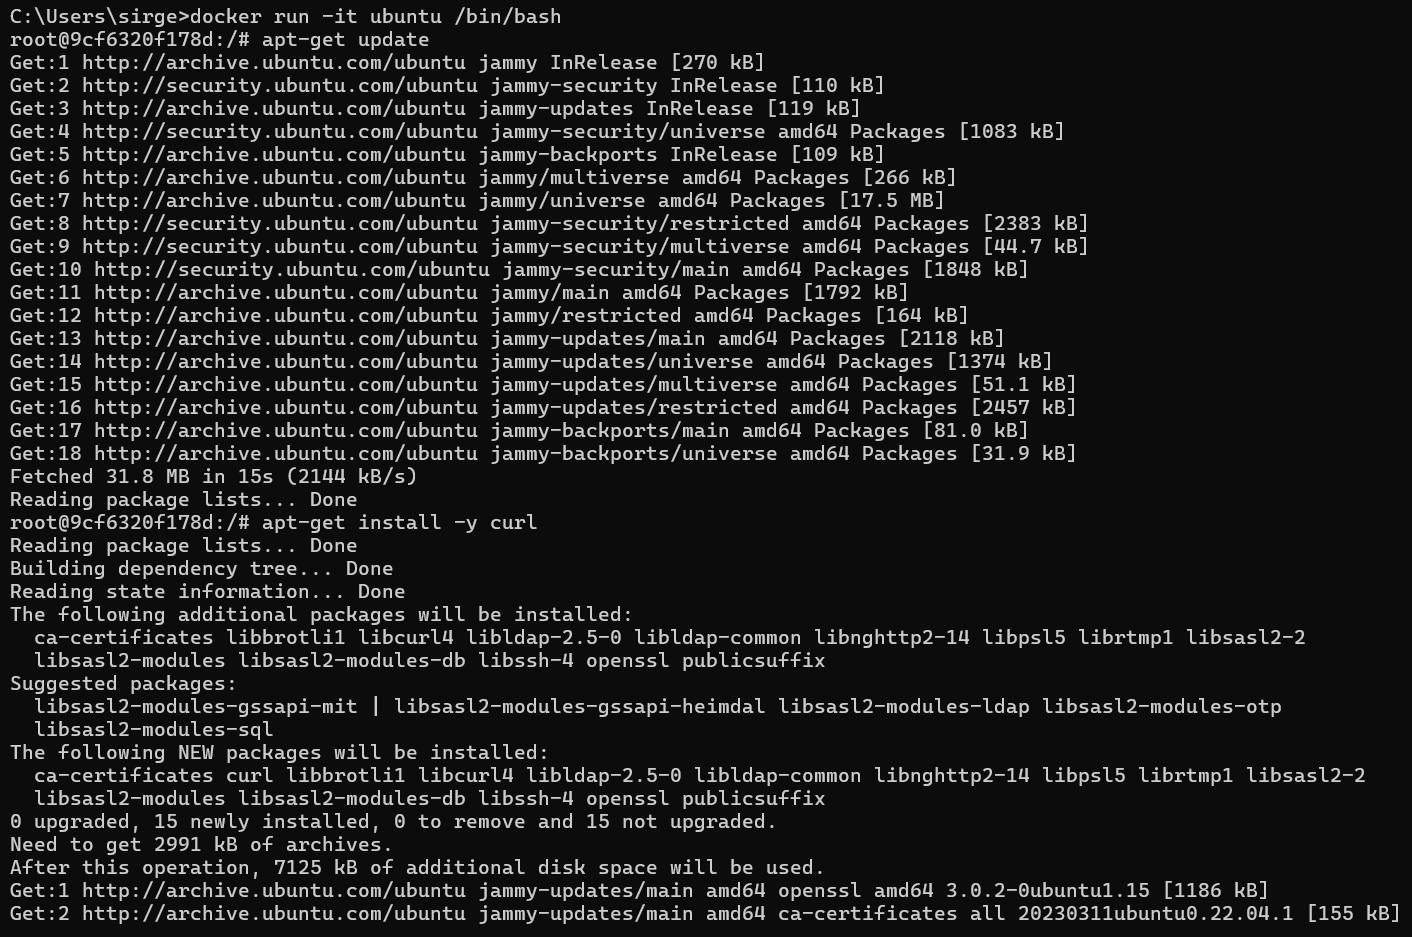 C:\Users\sirge>docker run -it ubuntu /bin/bash
root@9cf6320f178d:/# apt-get update
Get:1 http://archive.ubuntu.com/ubuntu jammy InRelease [270 kB]
Get:2 http://security.ubuntu.com/ubuntu jammy-security InRelease [110 kB]
Get:3 http://archive.ubuntu.com/ubuntu jammy-updates InRelease [119 kB]
Get:4 http://security.ubuntu.com/ubuntu jammy-security/universe amd64 Packages [1083 kB]
Get:5 http://archive.ubuntu.com/ubuntu jammy-backports InRelease [109 kB]
Get:6 http://archive.ubuntu.com/ubuntu jammy/multiverse amd64 Packages [266 kB]
Get:7 http://archive.ubuntu.com/ubuntu jammy/universe amd64 Packages [17.5 MB]
Get:8 http://security.ubuntu.com/ubuntu jammy-security/restricted amd64 Packages [2383 kB]
Get:9 http://security.ubuntu.com/ubuntu jammy-security/multiverse amd64 Packages [44.7 kB]
Get:10 http://security.ubuntu.com/ubuntu jammy-security/main amd64 Packages [1848 kB]
Get:11 http://archive.ubuntu.com/ubuntu jammy/main amd64 Packages [1792 kB]
Get:12 http://archive.ubuntu.com/ubuntu jammy/restricted amd64 Packages [164 kB]
Get:13 http://archive.ubuntu.com/ubuntu jammy-updates/main amd64 Packages [2118 kB]
Get:14 http://archive.ubuntu.com/ubuntu jammy-updates/universe amd64 Packages [1374 kB]
Get:15 http://archive.ubuntu.com/ubuntu jammy-updates/multiverse amd64 Packages [51.1 kB]
Get:16 http://archive.ubuntu.com/ubuntu jammy-updates/restricted amd64 Packages [2457 kB]
Get:17 http://archive.ubuntu.com/ubuntu jammy-backports/main amd64 Packages [81.0 kB]
Get:18 http://archive.ubuntu.com/ubuntu jammy-backports/universe amd64 Packages [31.9 kB]
Fetched 31.8 MB in 15s (2144 kB/s)
Reading package lists... Done
root@9cf6320f178d:/# apt-get install -y curl
Reading package lists... Done
Building dependency tree... Done
Reading state information... Done
The following additional packages will be installed:
  ca-certificates libbrotli1 libcurl4 libldap-2.5-0 libldap-common libnghttp2-14 libpsl5 librtmp1 libsasl2-2
  libsasl2-modules libsasl2-modules-db libssh-4 openssl publicsuffix
Suggested packages:
  libsasl2-modules-gssapi-mit | libsasl2-modules-gssapi-heimdal libsasl2-modules-ldap libsasl2-modules-otp
  libsasl2-modules-sql
The following NEW packages will be installed:
  ca-certificates curl libbrotli1 libcurl4 libldap-2.5-0 libldap-common libnghttp2-14 libpsl5 librtmp1 libsasl2-2
  libsasl2-modules libsasl2-modules-db libssh-4 openssl publicsuffix
0 upgraded, 15 newly installed, 0 to remove and 15 not upgraded.
Need to get 2991 kB of archives.
After this operation, 7125 kB of additional disk space will be used.
Get:1 http://archive.ubuntu.com/ubuntu jammy-updates/main amd64 openssl amd64 3.0.2-0ubuntu1.15 [1186 kB]
Get:2 http://archive.ubuntu.com/ubuntu jammy-updates/main amd64 ca-certificates all 20230311ubuntu0.22.04.1 [155 kB]